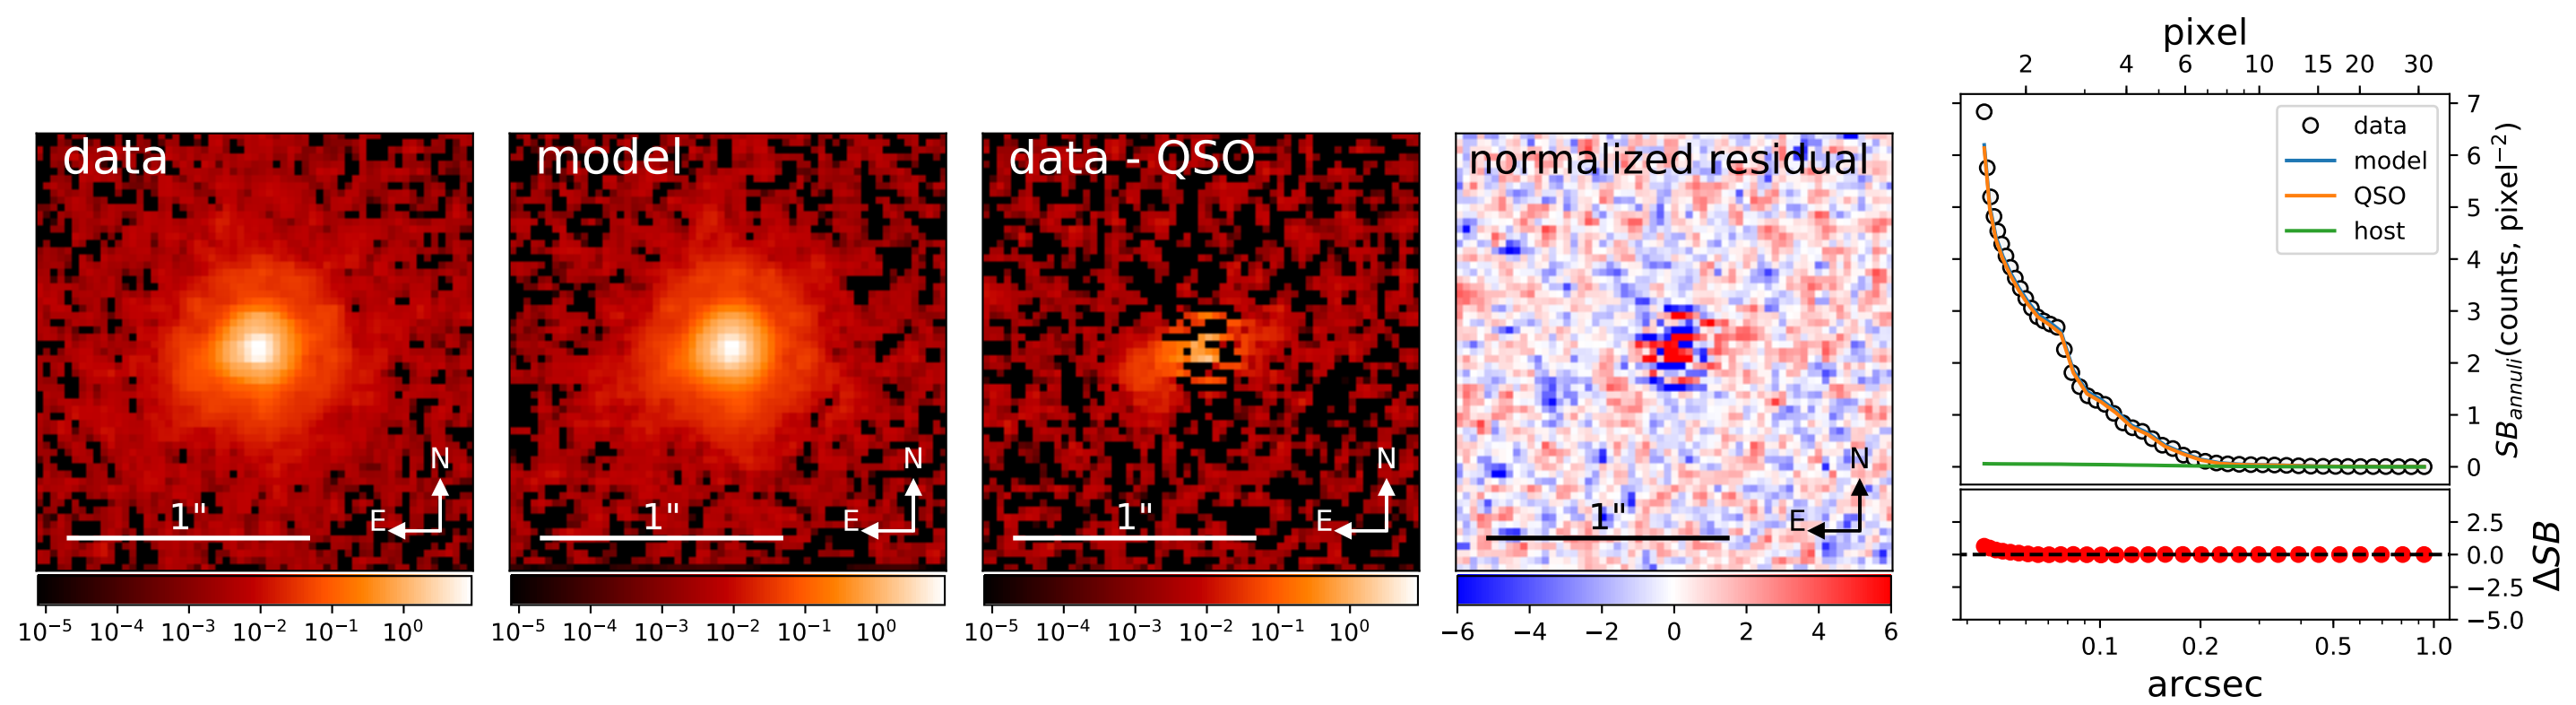 data
N
E
1"
10⁻⁵ 10⁻⁴ 10⁻³ 10⁻² 10⁻¹ 10⁰
model
N
E
1"
10⁻⁵ 10⁻⁴ 10⁻³ 10⁻² 10⁻¹ 10⁰
data - QSO
N
E
1"
10⁻⁵ 10⁻⁴ 10⁻³ 10⁻² 10⁻¹ 10⁰
normalized residual
N
E
1"
−6 −4 −2 0 2 4 6
pixel
2 4 6 10 15 20 30
data
model
QSO
host
7
6
5
4
3
2
1
0
SB_annuli(counts, pixel⁻²)
2.5
0.0
−2.5
−5.0
ΔSB
0.1 0.2 0.5 1.0
arcsec